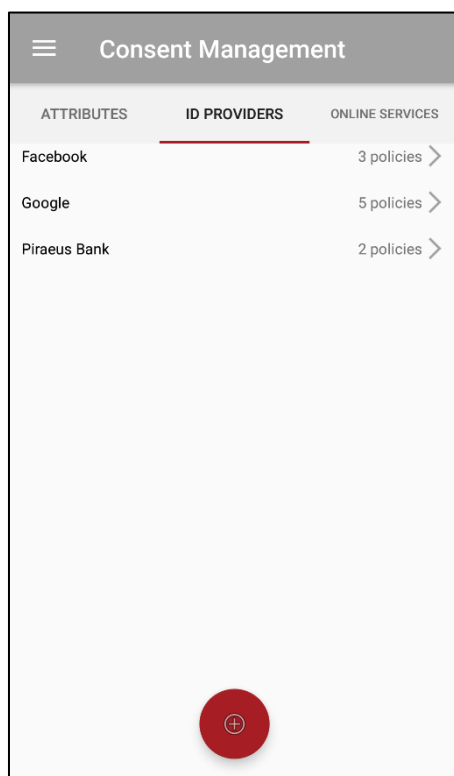 Consent Management
ATTRIBUTES ID PROVIDERS ONLINE SERVICES
Facebook 3 policies
Google 5 policies
Piraeus Bank 2 policies